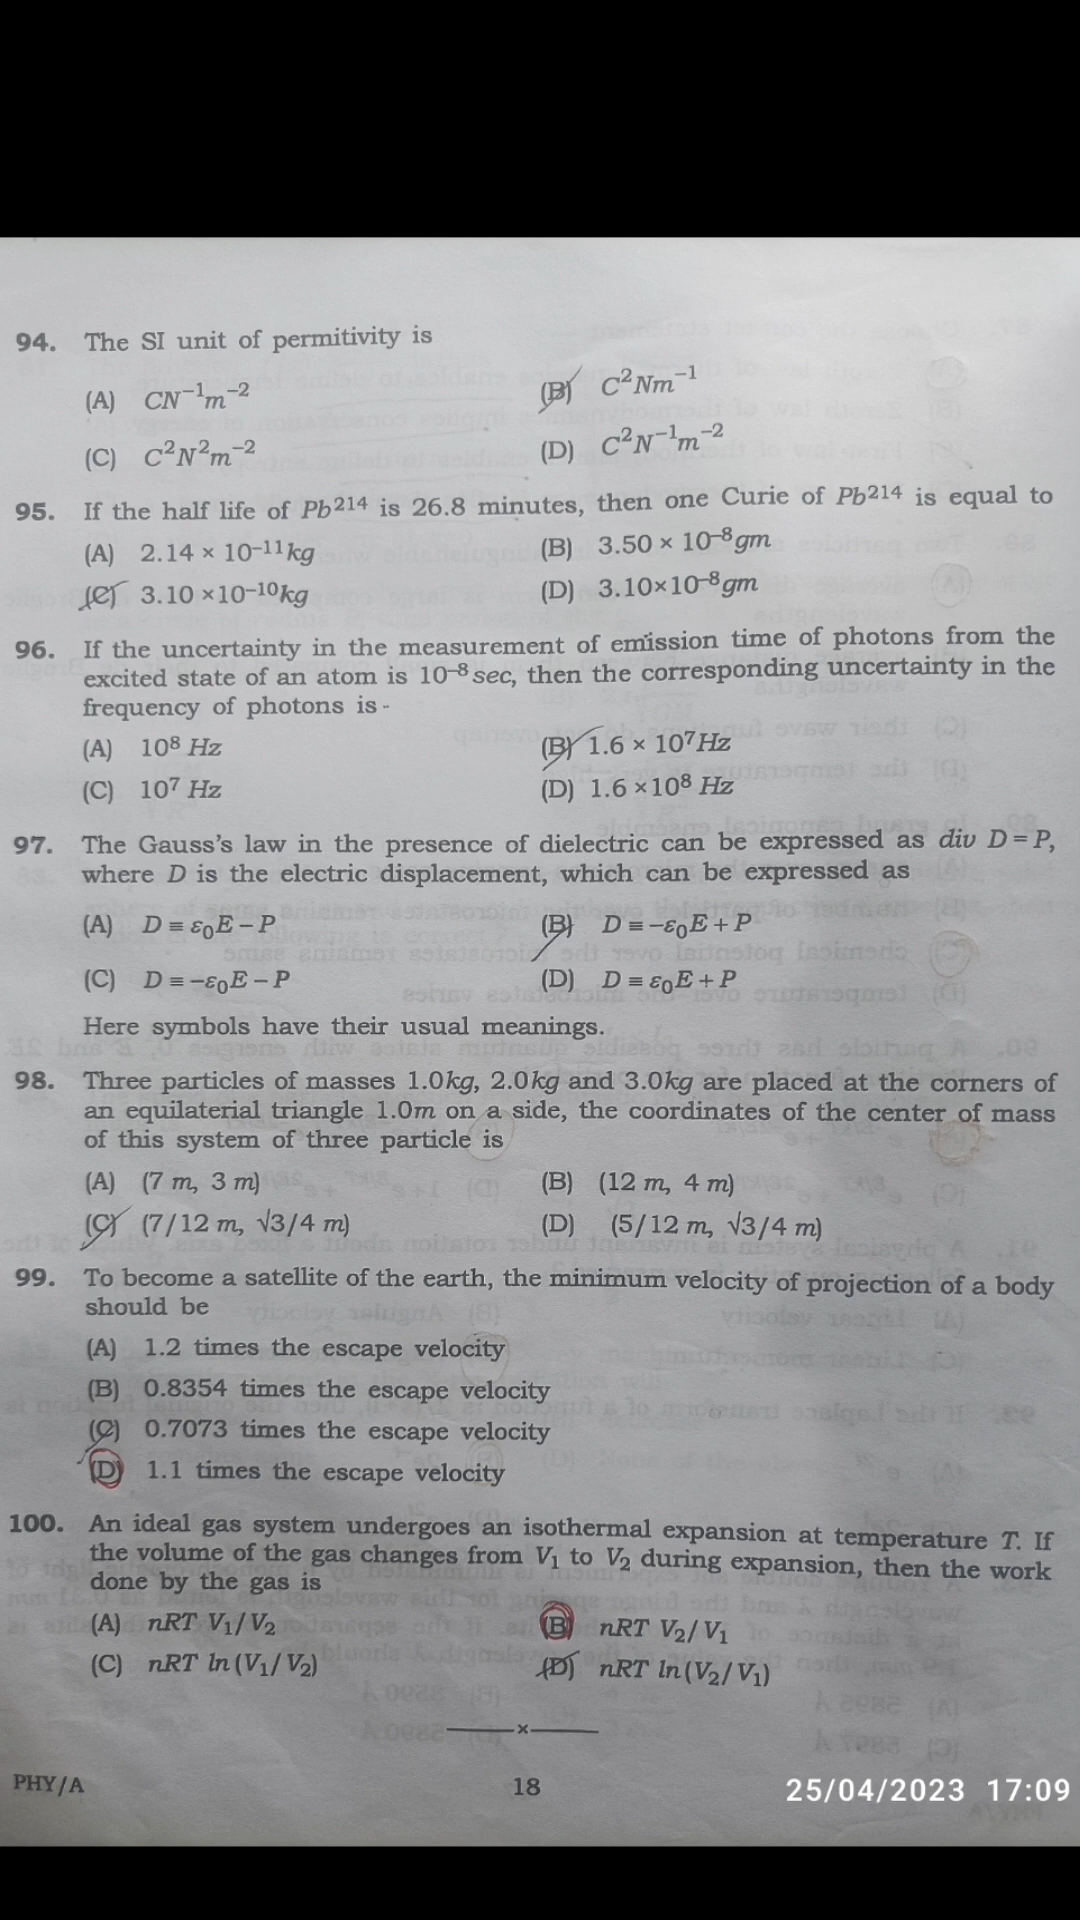 94. The SI unit of permitivity is
(A) CN⁻¹m⁻² (B) C²Nm⁻¹
(C) C²N²m⁻² (D) C²N⁻¹m⁻²
95. If the half life of Pb²¹⁴ is 26.8 minutes, then one Curie of Pb²¹⁴ is equal to
(A) 2.14 × 10⁻¹¹kg (B) 3.50 × 10⁻⁸gm
(C) 3.10 ×10⁻¹⁰kg (D) 3.10×10⁻⁸gm
96. If the uncertainty in the measurement of emission time of photons from the
excited state of an atom is 10⁻⁸ sec, then the corresponding uncertainty in the
frequency of photons is -
(A) 10⁸ Hz (B) 1.6 × 10⁷Hz
(C) 10⁷ Hz (D) 1.6 ×10⁸ Hz
97. The Gauss's law in the presence of dielectric can be expressed as div D = P,
where D is the electric displacement, which can be expressed as
(A) D ≡ ε₀E – P (B) D ≡ –ε₀E + P
(C) D ≡ –ε₀E – P (D) D ≡ ε₀E + P
Here symbols have their usual meanings.
98. Three particles of masses 1.0kg, 2.0kg and 3.0kg are placed at the corners of
an equilaterial triangle 1.0m on a side, the coordinates of the center of mass
of this system of three particle is
(A) (7 m, 3 m) (B) (12 m, 4 m)
(C) (7/12 m, √3/4 m) (D) (5/12 m, √3/4 m)
99. To become a satellite of the earth, the minimum velocity of projection of a body
should be
(A) 1.2 times the escape velocity
(B) 0.8354 times the escape velocity
(C) 0.7073 times the escape velocity
(D) 1.1 times the escape velocity
100. An ideal gas system undergoes an isothermal expansion at temperature T. If
the volume of the gas changes from V₁ to V₂ during expansion, then the work
done by the gas is
(A) nRT V₁/V₂ (B) nRT V₂/V₁
(C) nRT ln(V₁/V₂) (D) nRT ln(V₂/V₁)
x
PHY/A 18 25/04/2023 17:09